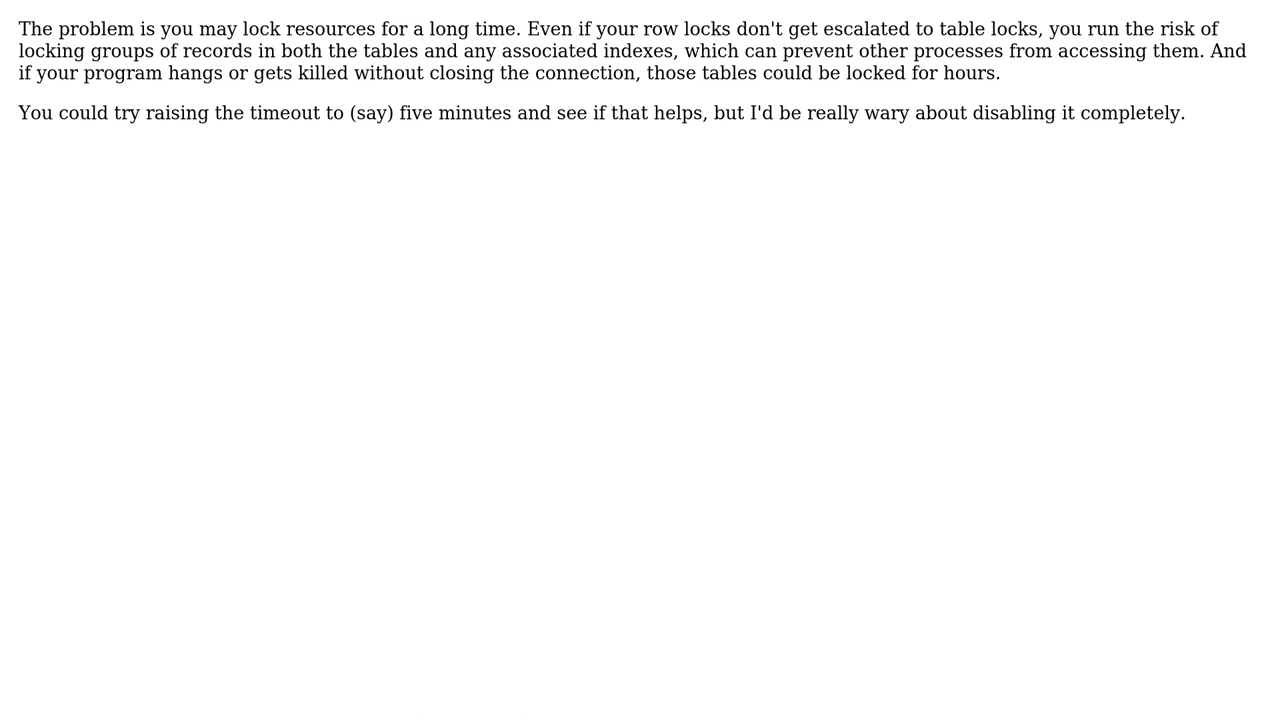 The problem is you may lock resources for a long time. Even if your row locks don't get escalated to table locks, you run the risk of
locking groups of records in both the tables and any associated indexes, which can prevent other processes from accessing them. And
if your program hangs or gets killed without closing the connection, those tables could be locked for hours.
You could try raising the timeout to (say) five minutes and see if that helps, but I'd be really wary about disabling it completely.